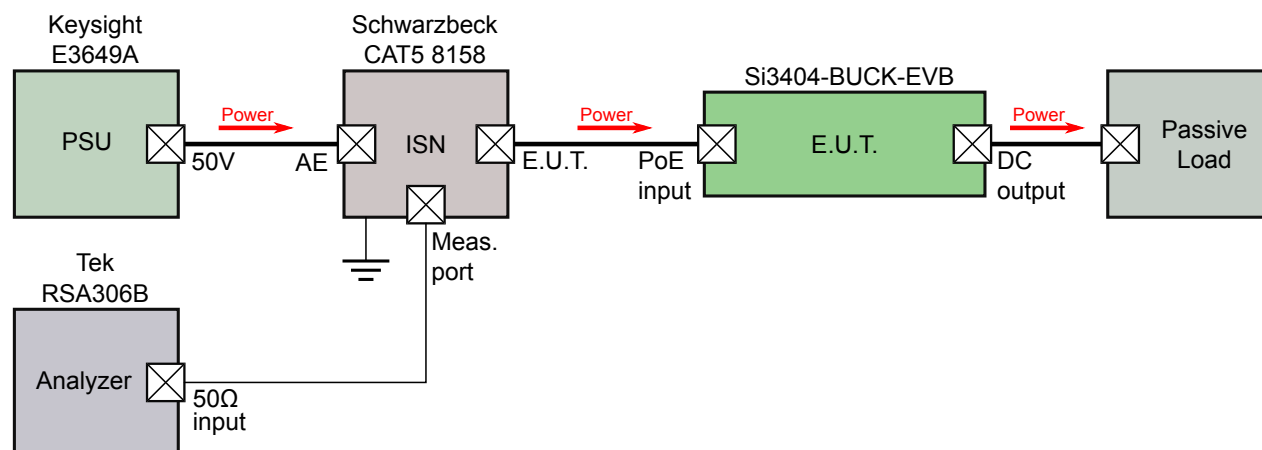 Keysight
E3649A
PSU
Power
50V
Schwarzbeck
CAT5 8158
AE
ISN
E.U.T.
Meas.
port
Power
Si3404-BUCK-EVB
PoE
input
E.U.T.
DC
output
Power
Passive
Load
Tek
RSA306B
Analyzer
50Ω
input